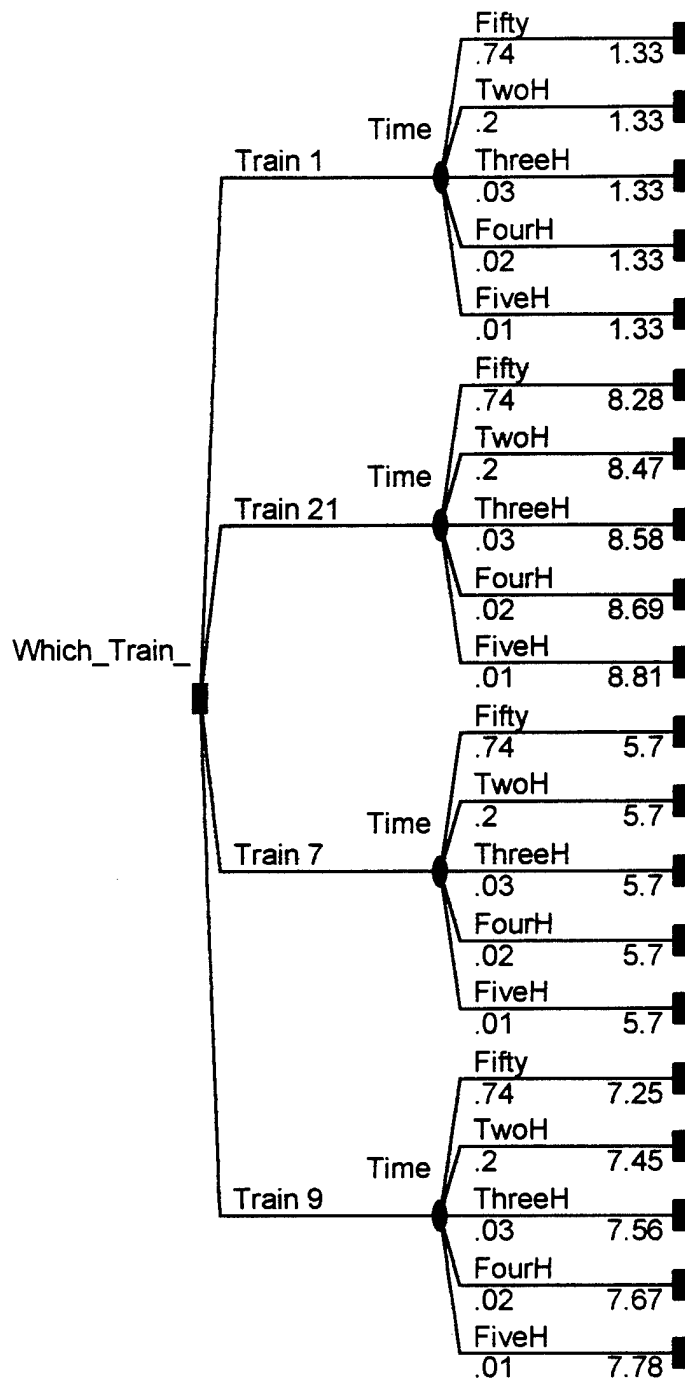 Fifty
.74 1.33
TwoH
Time
.2 1.33
Train 1
ThreeH
.03 1.33
FourH
.02 1.33
FiveH
.01 1.33
Fifty
.74 8.28
TwoH
Time
.2 8.47
Train 21
ThreeH
.03 8.58
FourH
.02 8.69
Which_Train_
FiveH
.01 8.81
Fifty
.74 5.7
TwoH
Time
.2 5.7
Train 7
ThreeH
.03 5.7
FourH
.02 5.7
FiveH
.01 5.7
Fifty
.74 7.25
TwoH
Time
.2 7.45
Train 9
ThreeH
.03 7.56
FourH
.02 7.67
FiveH
.01 7.78